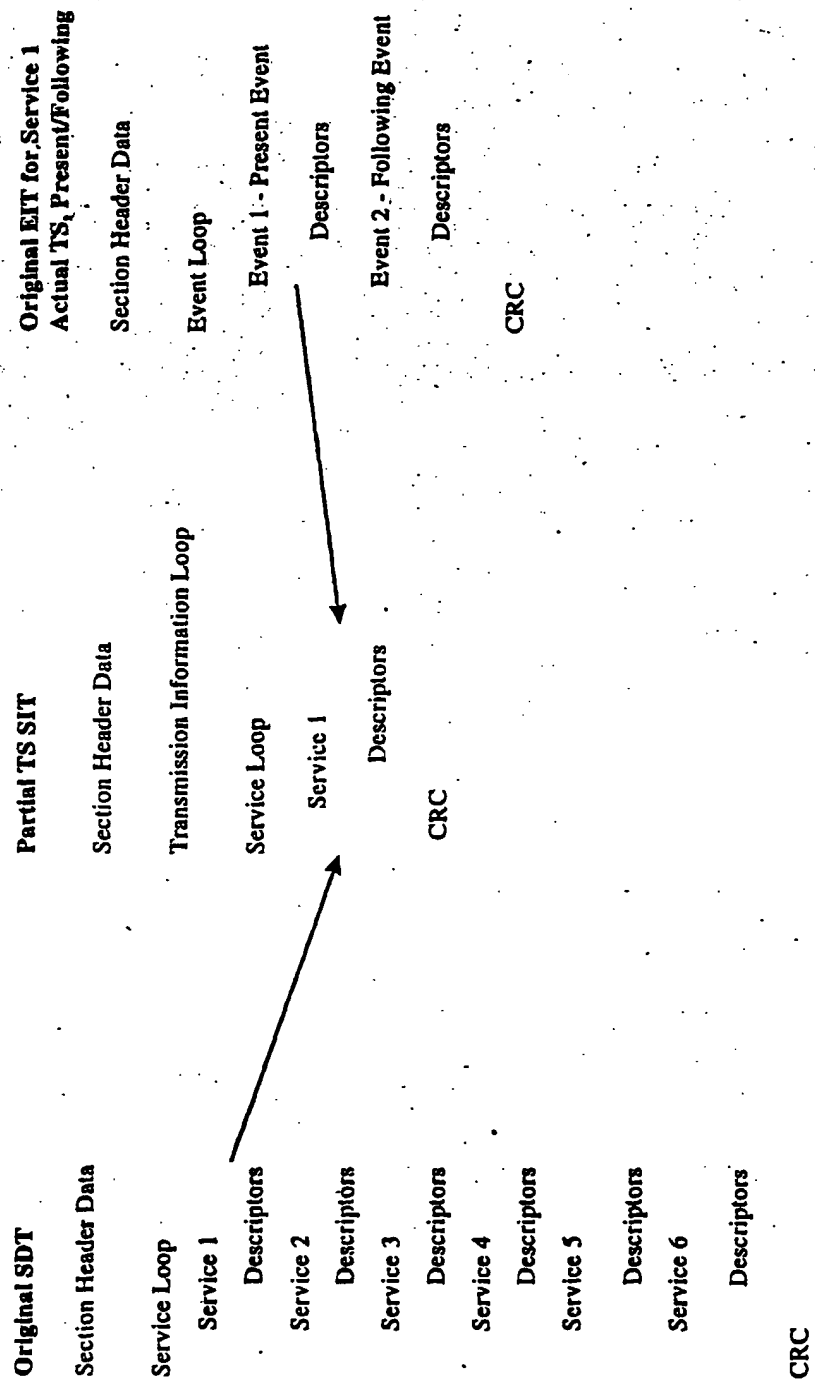 Original SDT
Section Header Data
Service Loop
Service 1
Descriptors
Service 2
Descriptors
Service 3
Descriptors
Service 4
Descriptors
Service 5
Descriptors
Service 6
Descriptors
CRC
Partial TS SIT
Section Header Data
Transmission Information Loop
Service Loop
Service 1
Descriptors
CRC
Original EIT for Service 1
Actual TS, Present/Following
Section Header Data
Event Loop
Event 1 - Present Event
Descriptors
Event 2 - Following Event
Descriptors
CRC